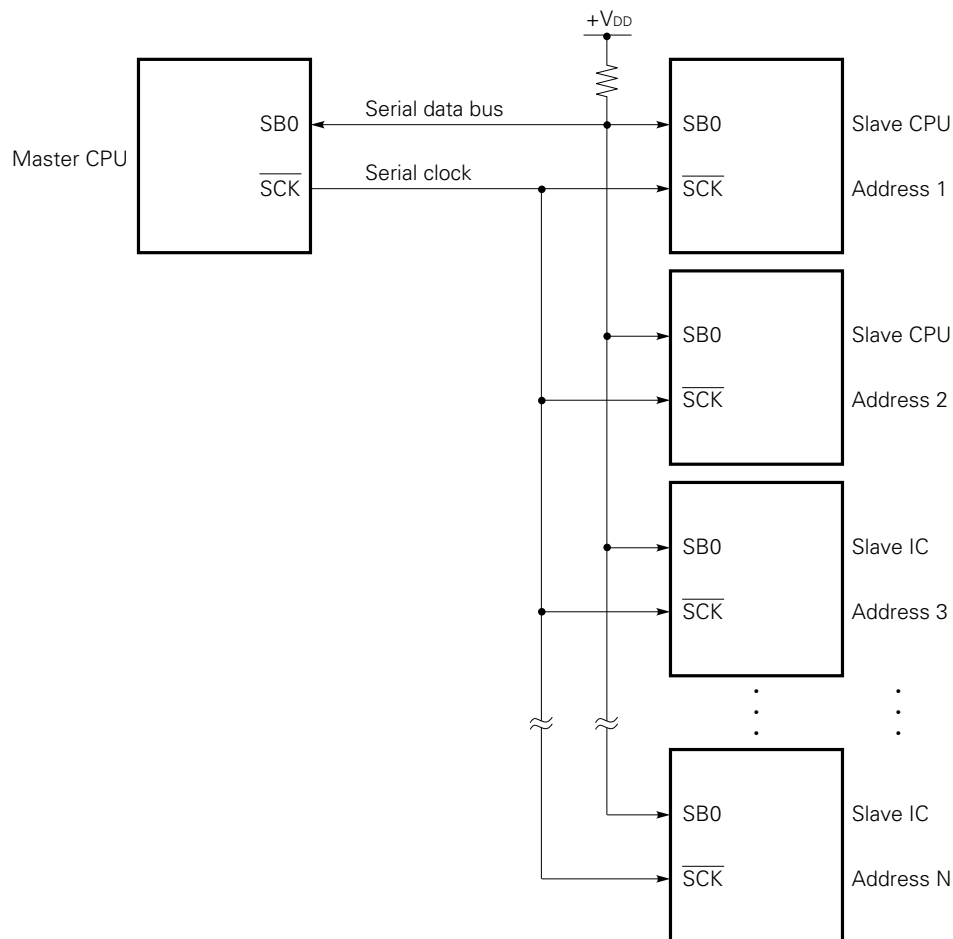 +VDD
SB0
Serial data bus
SB0
Slave CPU
Master CPU
SCK
Serial clock
SCK
Address 1
SB0
Slave CPU
SCK
Address 2
SB0
Slave IC
SCK
Address 3
SB0
Slave IC
SCK
Address N